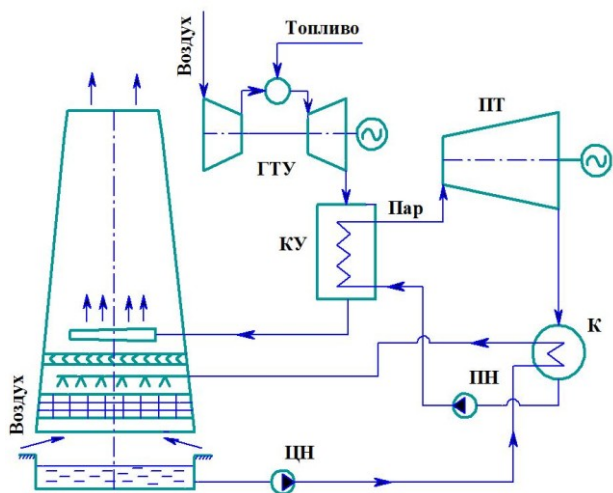 Воздух
Топливо
ПТ
ГТУ
КУ
Пар
К
ПН
Воздух
ЦН